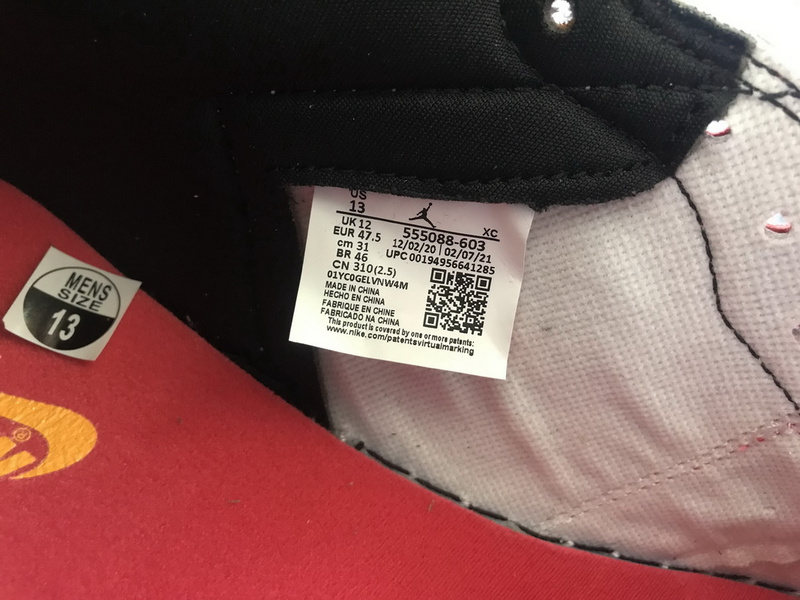 MENS
SIZE
13
US
13
UK 12
EUR 47.5
cm 31
BR 46
CN 310(2.5)
XC
555088-603
12/02/20 | 02/07/21
UPC 00194956641285
01YC0GELVNW4M
MADE IN CHINA
HECHO EN CHINA
FABRIQUE EN CHINE
FABRICADO NA CHINA
This product is covered by one or more patents:
www.nike.com/patentsvirtualmarking